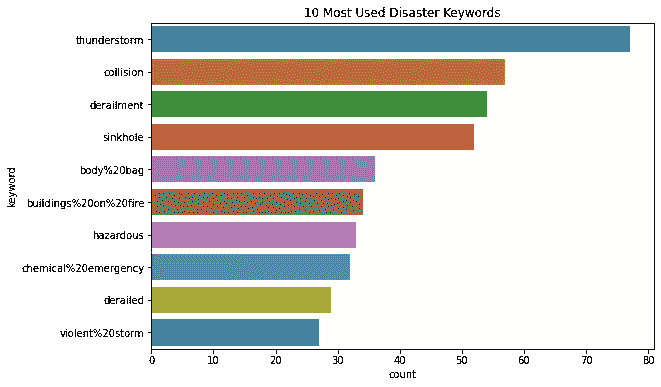 10 Most Used Disaster Keywords
thunderstorm
collision
derailment
sinkhole
body%20bag
buildings%20on%20fire
hazardous
chemical%20emergency
derailed
violent%20storm
keyword
0 10 20 30 40 50 60 70 80
count